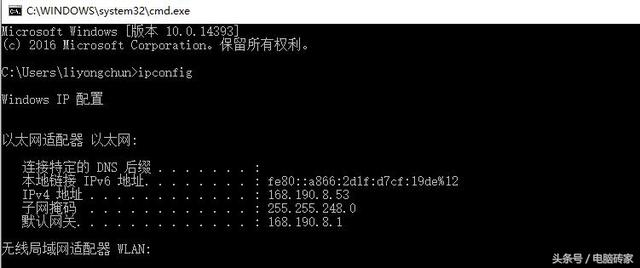 C:\WINDOWS\system32\cmd.exe
Microsoft Windows [版本 10.0.14393]
(c) 2016 Microsoft Corporation。保留所有权利。
C:\Users\liyongchun>ipconfig
Windows IP 配置
以太网适配器 以太网:
连接特定的 DNS 后缀 . . . . . . . :
本地链接 IPv6 地址. . . . . . . . : fe80::a866:2d1f:d7cf:19de%12
IPv4 地址 . . . . . . . . . . . . : 168.190.8.53
子网掩码 . . . . . . . . . . . . : 255.255.248.0
默认网关. . . . . . . . . . . . . : 168.190.8.1
无线局域网适配器 WLAN:
头条号／电脑砖家